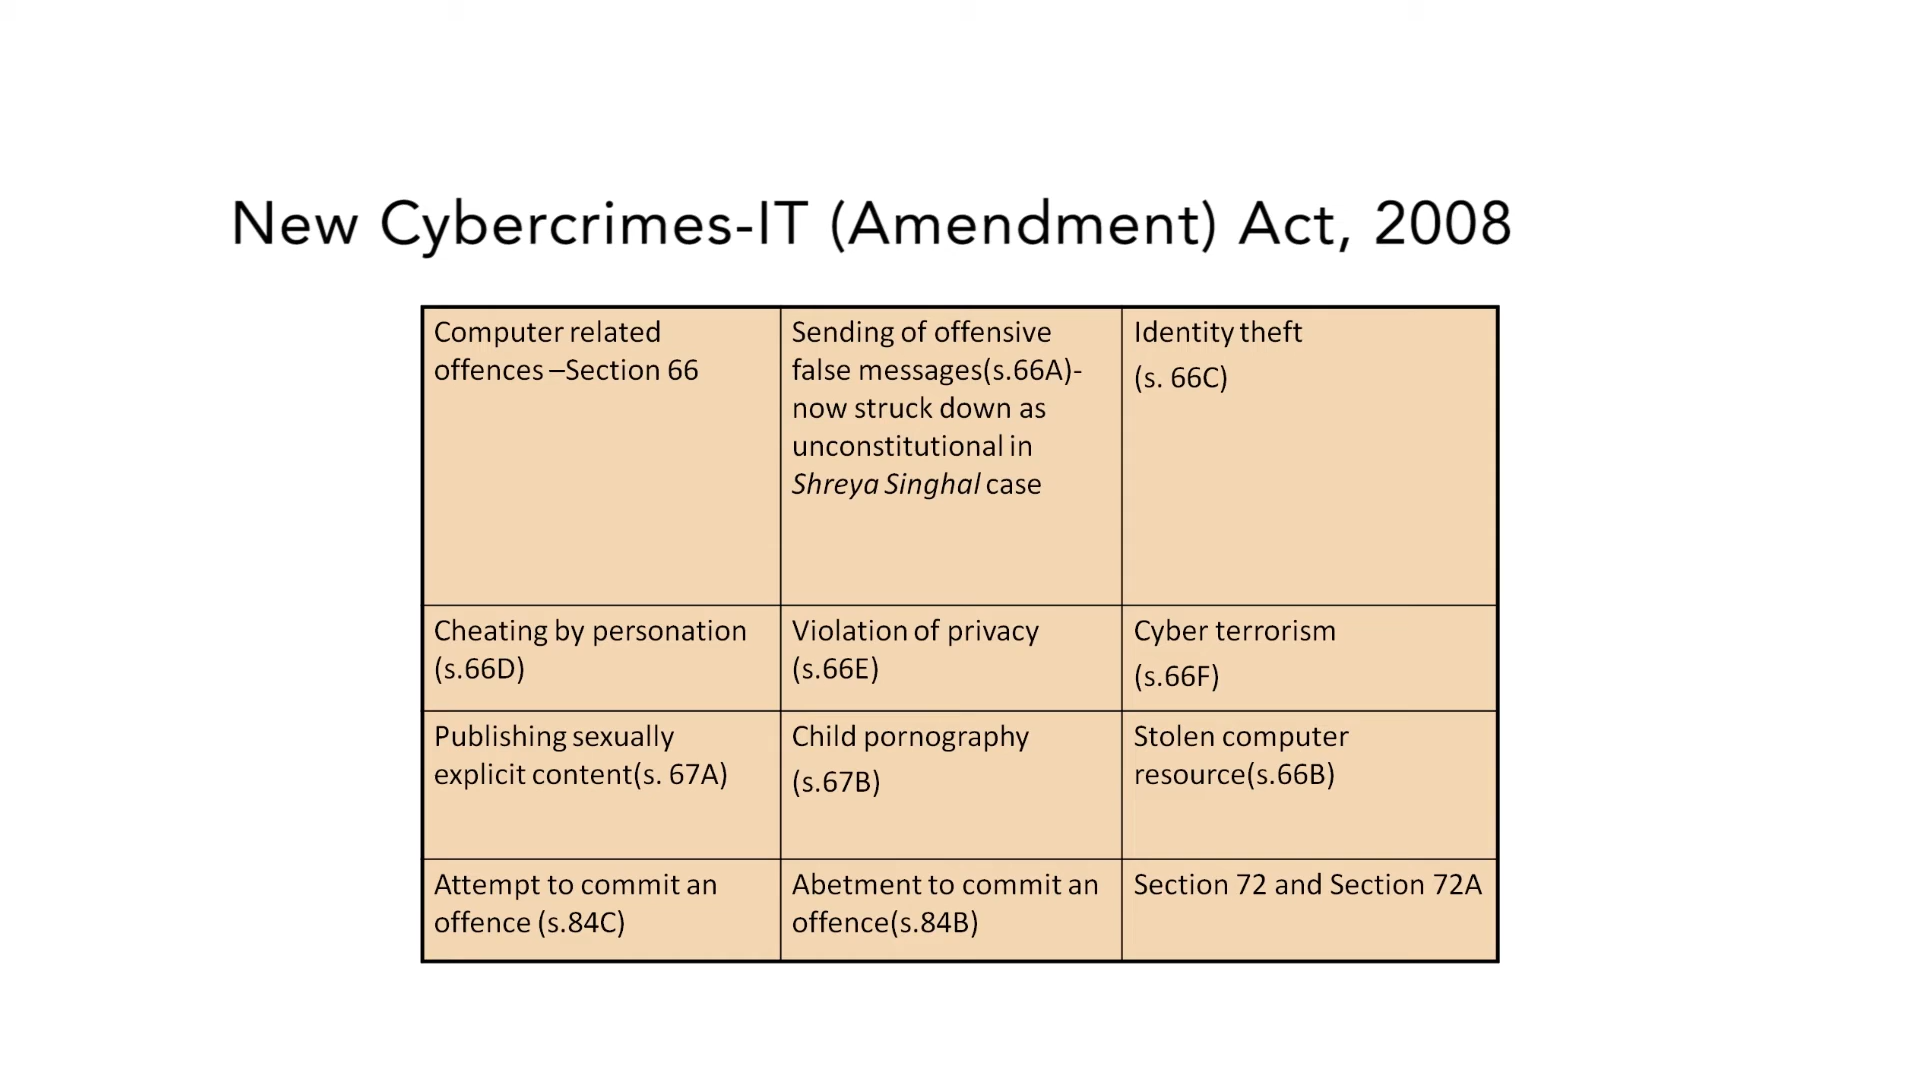 New Cybercrimes-IT (Amendment) Act, 2008
Computer related
offences –Section 66
Sending of offensive
false messages(s.66A)-
now struck down as
unconstitutional in
Shreya Singhal case
Identity theft
(s. 66C)
Cheating by personation
(s.66D)
Violation of privacy
(s.66E)
Cyber terrorism
(s.66F)
Publishing sexually
explicit content(s. 67A)
Child pornography
(s.67B)
Stolen computer
resource(s.66B)
Attempt to commit an
offence (s.84C)
Abetment to commit an
offence(s.84B)
Section 72 and Section 72A